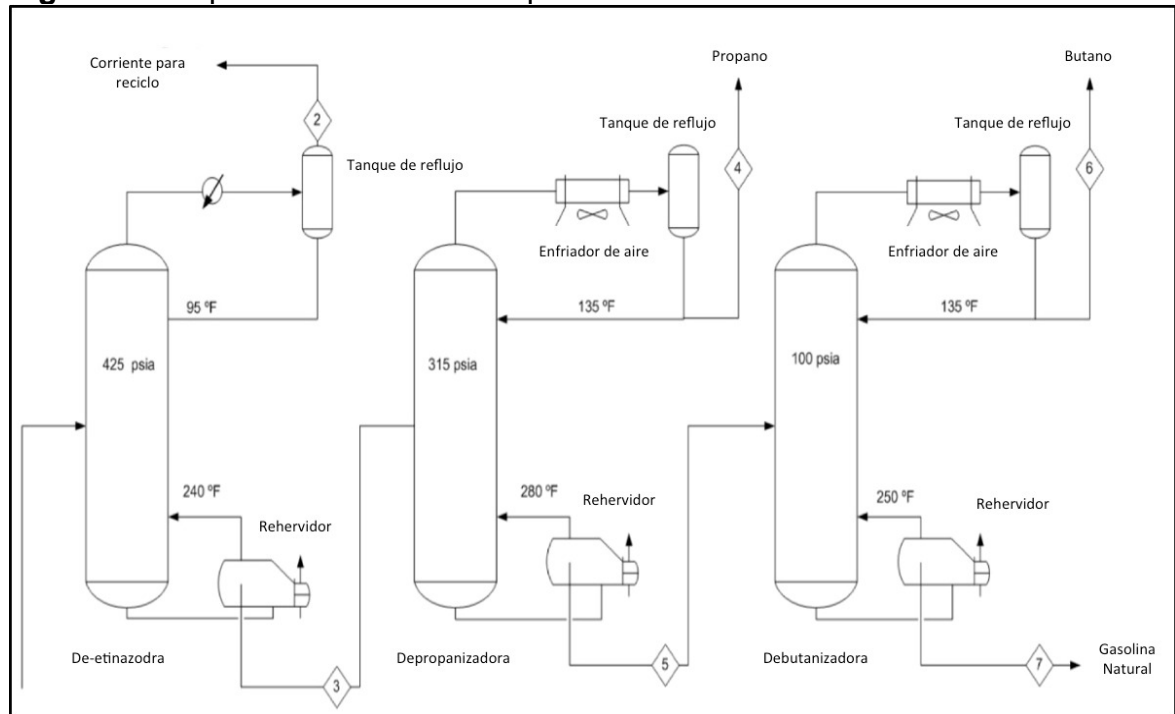 Corriente para
reciclo
Propano
Butano
2
Tanque de reflujo
Tanque de reflujo
Tanque de reflujo
4
6
Enfriador de aire
Enfriador de aire
95 ºF
135 ºF
135 ºF
425 psia
315 psia
100 psia
240 ºF
280 ºF
250 ºF
Rehervidor
Rehervidor
Rehervidor
De-etinazodra
Depropanizadora
Debutanizadora
3
5
7
Gasolina
Natural